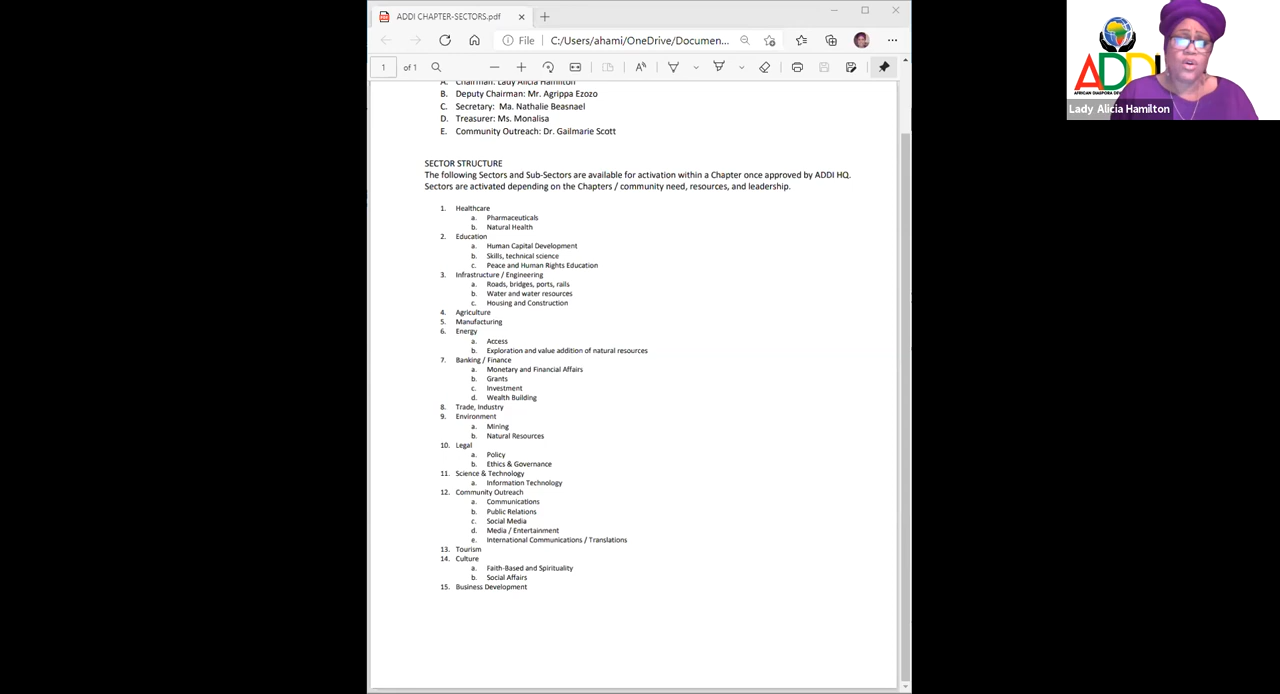 ADDI CHAPTER-SECTORS.pdf
File
C:/Users/ahami/OneDrive/Documen...
1
of 1
A. Chairman: Lady Alicia Hamilton
B. Deputy Chairman: Mr. Agrippa Ezozo
C. Secretary: Ma. Nathalie Beasnael
D. Treasurer: Ms. Monalisa
E. Community Outreach: Dr. Gailmarie Scott
SECTOR STRUCTURE
The following Sectors and Sub-Sectors are available for activation within a Chapter once approved by ADDI HQ.
Sectors are activated depending on the Chapters / community need, resources, and leadership.
1. Healthcare
a. Pharmaceuticals
b. Natural Health
2. Education
a. Human Capital Development
b. Skills, technical science
c. Peace and Human Rights Education
3. Infrastructure / Engineering
a. Roads, bridges, ports, rails
b. Water and water resources
c. Housing and Construction
4. Agriculture
5. Manufacturing
6. Energy
a. Access
b. Exploration and value addition of natural resources
7. Banking / Finance
a. Monetary and Financial Affairs
b. Grants
c. Investment
d. Wealth Building
8. Trade, Industry
9. Environment
a. Mining
b. Natural Resources
10. Legal
a. Policy
b. Ethics & Governance
11. Science & Technology
a. Information Technology
12. Community Outreach
a. Communications
b. Public Relations
c. Social Media
d. Media / Entertainment
e. International Communications / Translations
13. Tourism
14. Culture
a. Faith-Based and Spirituality
b. Social Affairs
15. Business Development
ADDI
AFRICAN DIASPORA DEV
Lady Alicia Hamilton